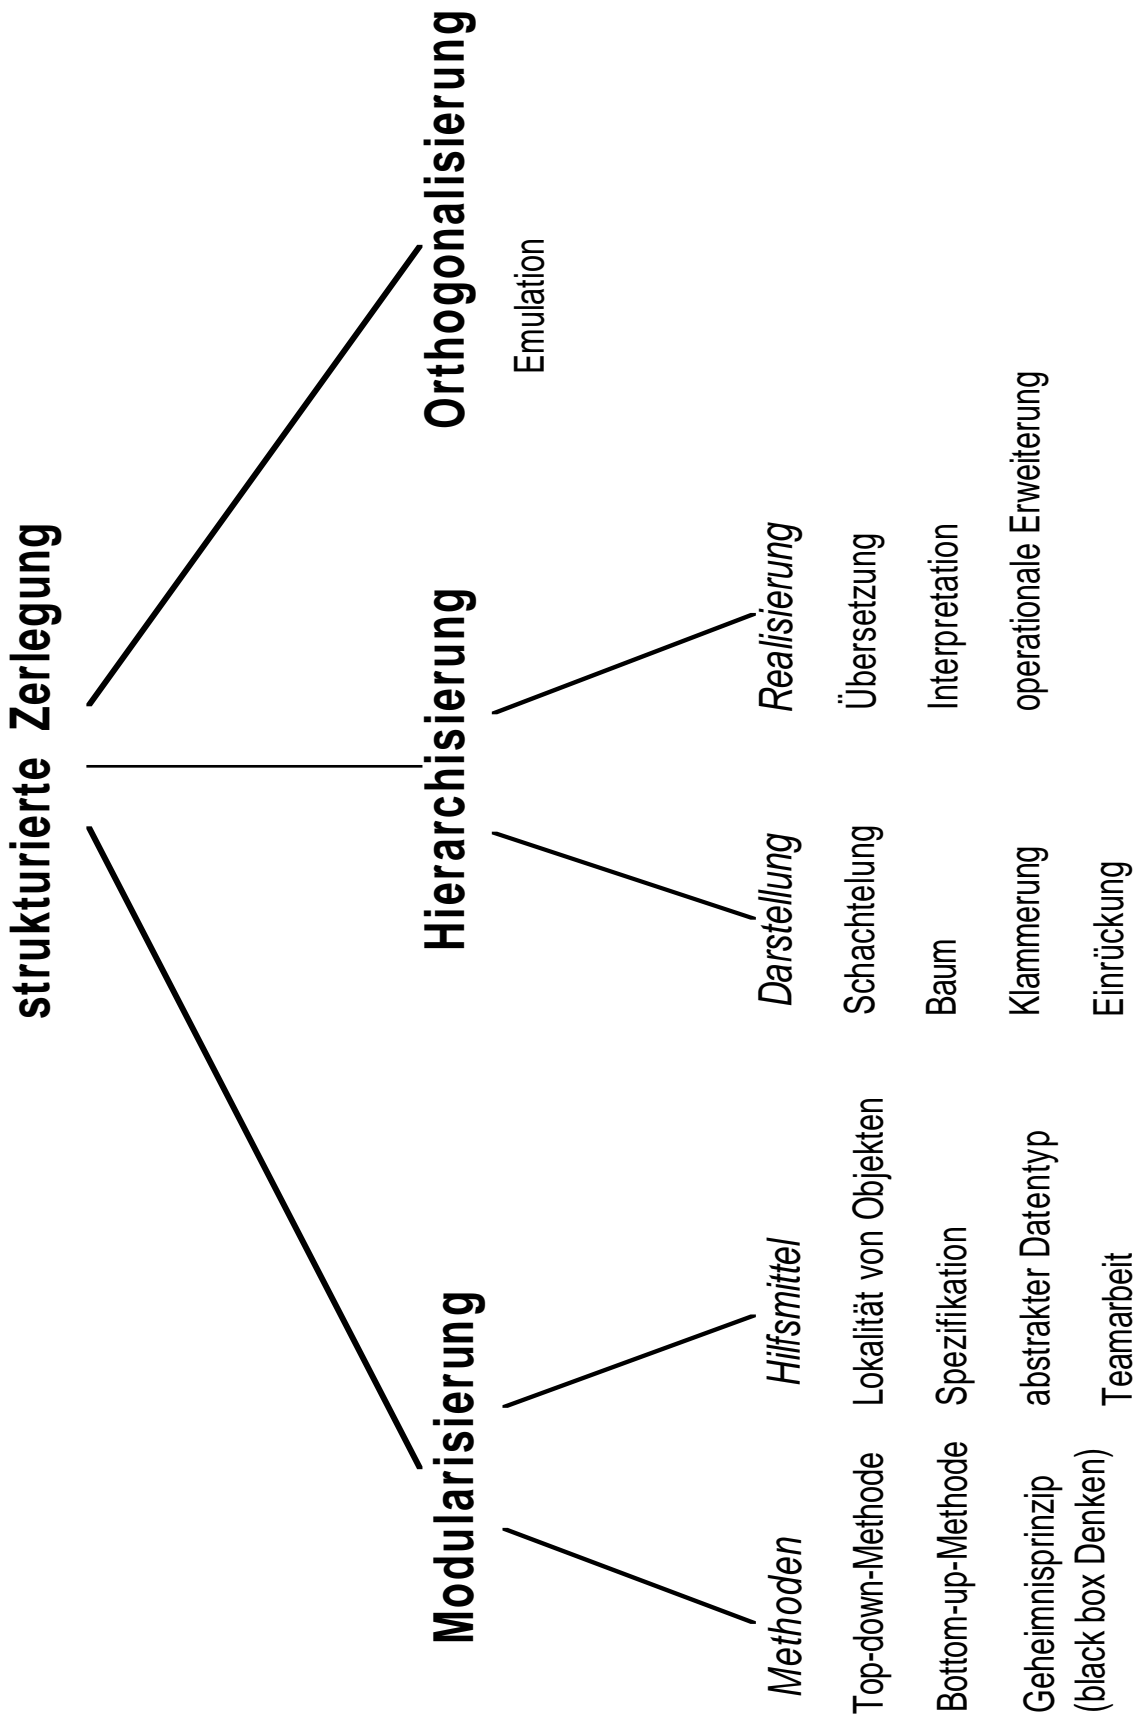 strukturierte Zerlegung
Modularisierung
Hierarchisierung
Orthogonalisierung
Emulation
Methoden
Top-down-Methode
Bottom-up-Methode
Geheimnisprinzip
(black box Denken)
Hilfsmittel
Lokalität von Objekten
Spezifikation
abstrakter Datentyp
Teamarbeit
Darstellung
Schachtelung
Baum
Klammerung
Einrückung
Realisierung
Übersetzung
Interpretation
operationale Erweiterung